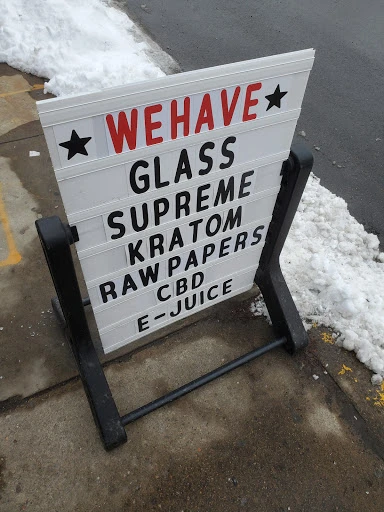 WE HAVE
GLASS
SUPREME
KRATOM
RAW PAPERS
CBD
E-JUICE